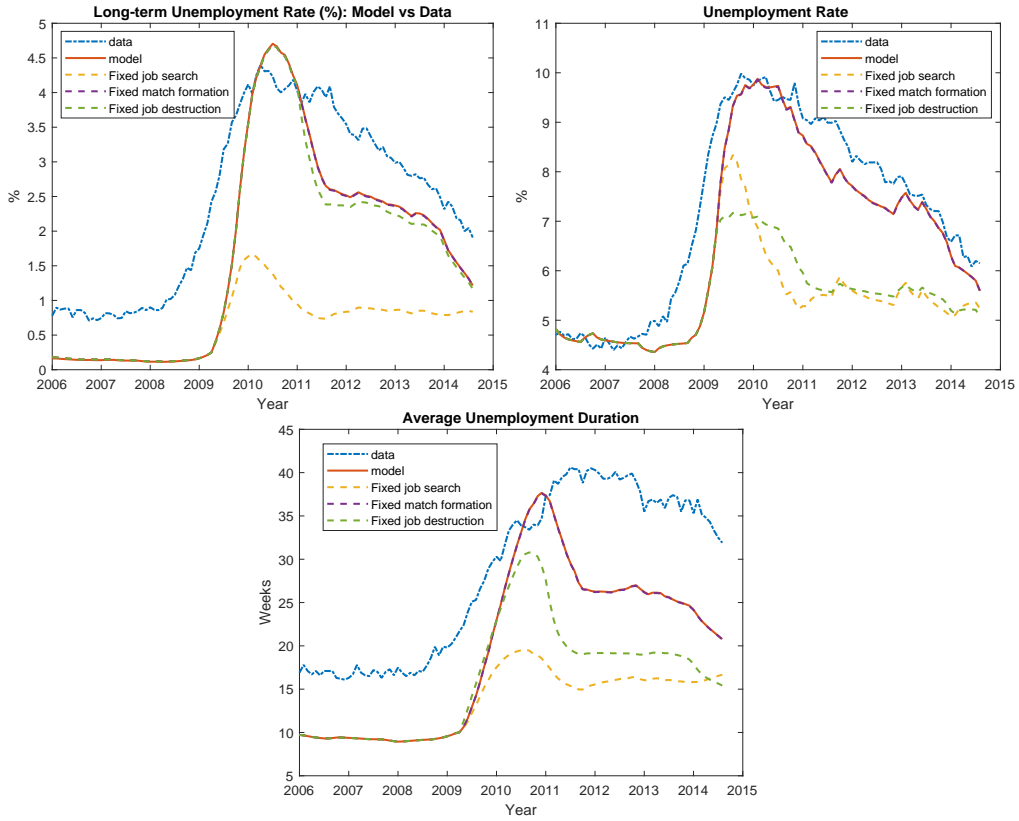 Long-term Unemployment Rate (%): Model vs Data
5
4.5
4
3.5
3
2.5
2
1.5
1
0.5
0
%
data
model
Fixed job search
Fixed match formation
Fixed job destruction
2006 2007 2008 2009 2010 2011 2012 2013 2014 2015
Year
Unemployment Rate
11
10
9
8
7
6
5
4
%
data
model
Fixed job search
Fixed match formation
Fixed job destruction
2006 2007 2008 2009 2010 2011 2012 2013 2014 2015
Year
Average Unemployment Duration
45
40
35
30
25
20
15
10
5
Weeks
data
model
Fixed job search
Fixed match formation
Fixed job destruction
2006 2007 2008 2009 2010 2011 2012 2013 2014 2015
Year